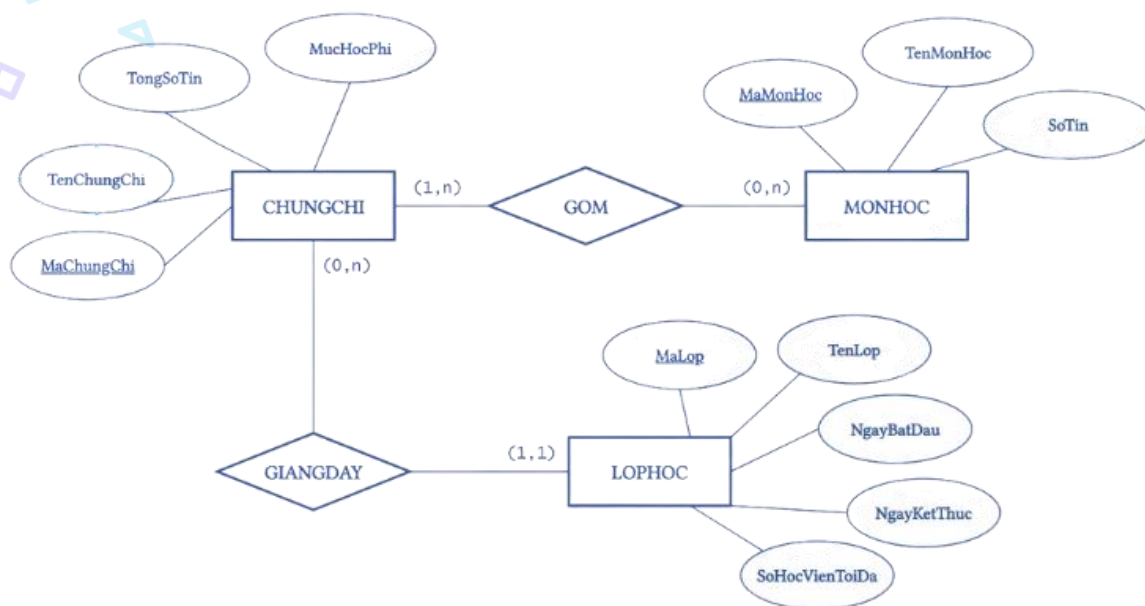 MucHocPhi
TongSoTin
TenChungChi
MaChungChi
CHUNGCHI
(1,n)
GOM
(0,n)
MONHOC
MaMonHoc
TenMonHoc
SoTin
(0,n)
GIANGDAY
(1,1)
LOPHOC
MaLop
TenLop
NgayBatDau
NgayKetThuc
SoHocVienToiDa